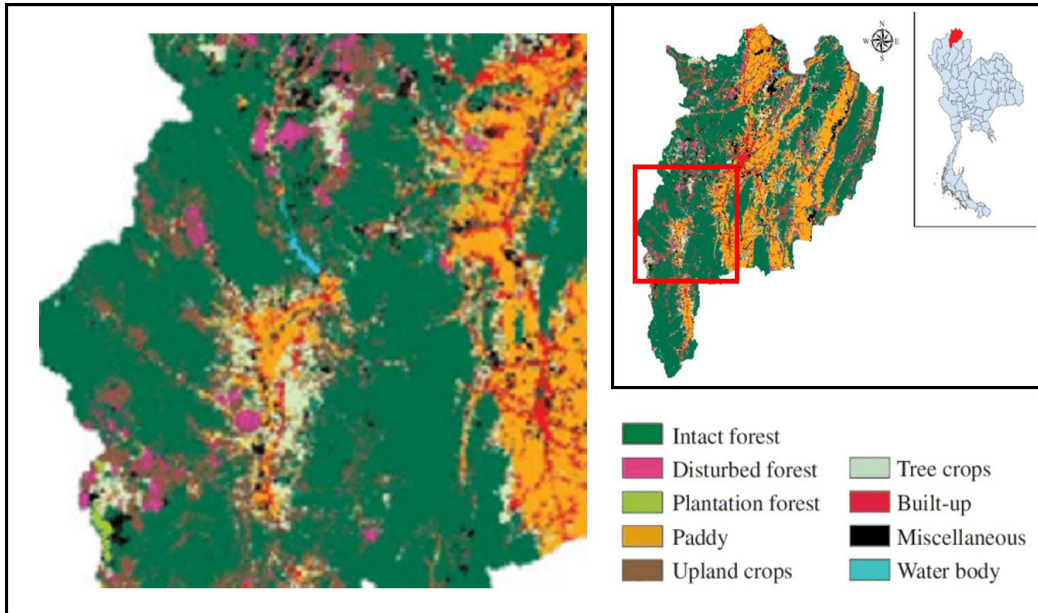 N
W E
S
Intact forest
Disturbed forest
Plantation forest
Paddy
Upland crops
Tree crops
Built-up
Miscellaneous
Water body